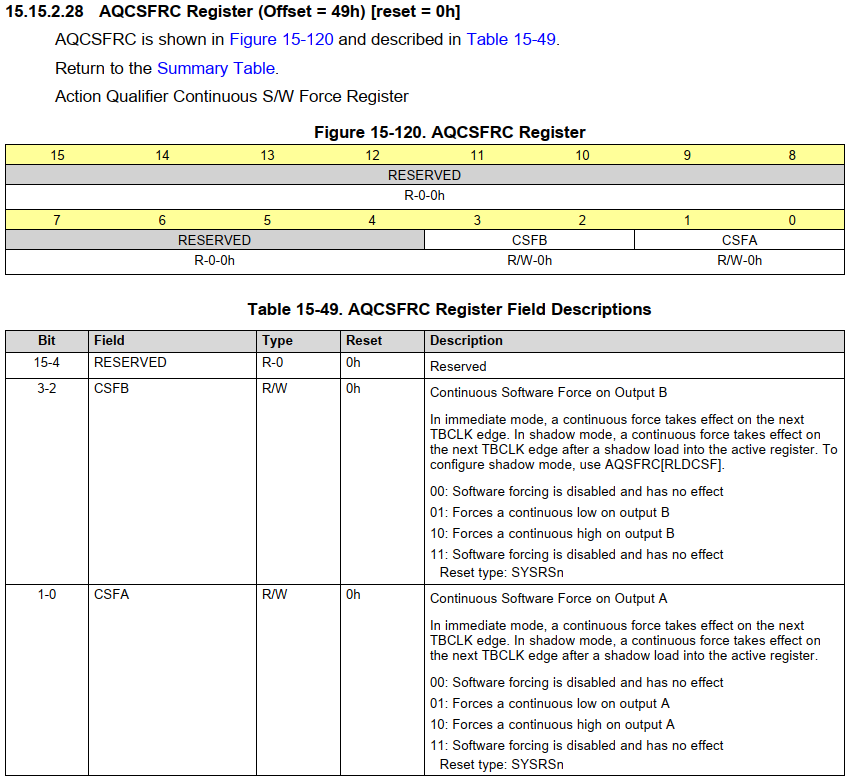 15.15.2.28 AQCSFRC Register (Offset = 49h) [reset = 0h]
AQCSFRC is shown in Figure 15-120 and described in Table 15-49.
Return to the Summary Table.
Action Qualifier Continuous S/W Force Register
Figure 15-120. AQCSFRC Register
15 14 13 12 11 10 9 8
RESERVED
R-0-0h
7 6 5 4 3 2 1 0
RESERVED CSFB CSFA
R-0-0h R/W-0h R/W-0h
Table 15-49. AQCSFRC Register Field Descriptions
Bit Field Type Reset Description
15-4 RESERVED R-0 0h Reserved
3-2 CSFB R/W 0h Continuous Software Force on Output B
In immediate mode, a continuous force takes effect on the next
TBCLK edge. In shadow mode, a continuous force takes effect on
the next TBCLK edge after a shadow load into the active register. To
configure shadow mode, use AQSFRC[RLDCSF].
00: Software forcing is disabled and has no effect
01: Forces a continuous low on output B
10: Forces a continuous high on output B
11: Software forcing is disabled and has no effect
Reset type: SYSRSn
1-0 CSFA R/W 0h Continuous Software Force on Output A
In immediate mode, a continuous force takes effect on the next
TBCLK edge. In shadow mode, a continuous force takes effect on
the next TBCLK edge after a shadow load into the active register.
00: Software forcing is disabled and has no effect
01: Forces a continuous low on output A
10: Forces a continuous high on output A
11: Software forcing is disabled and has no effect
Reset type: SYSRSn